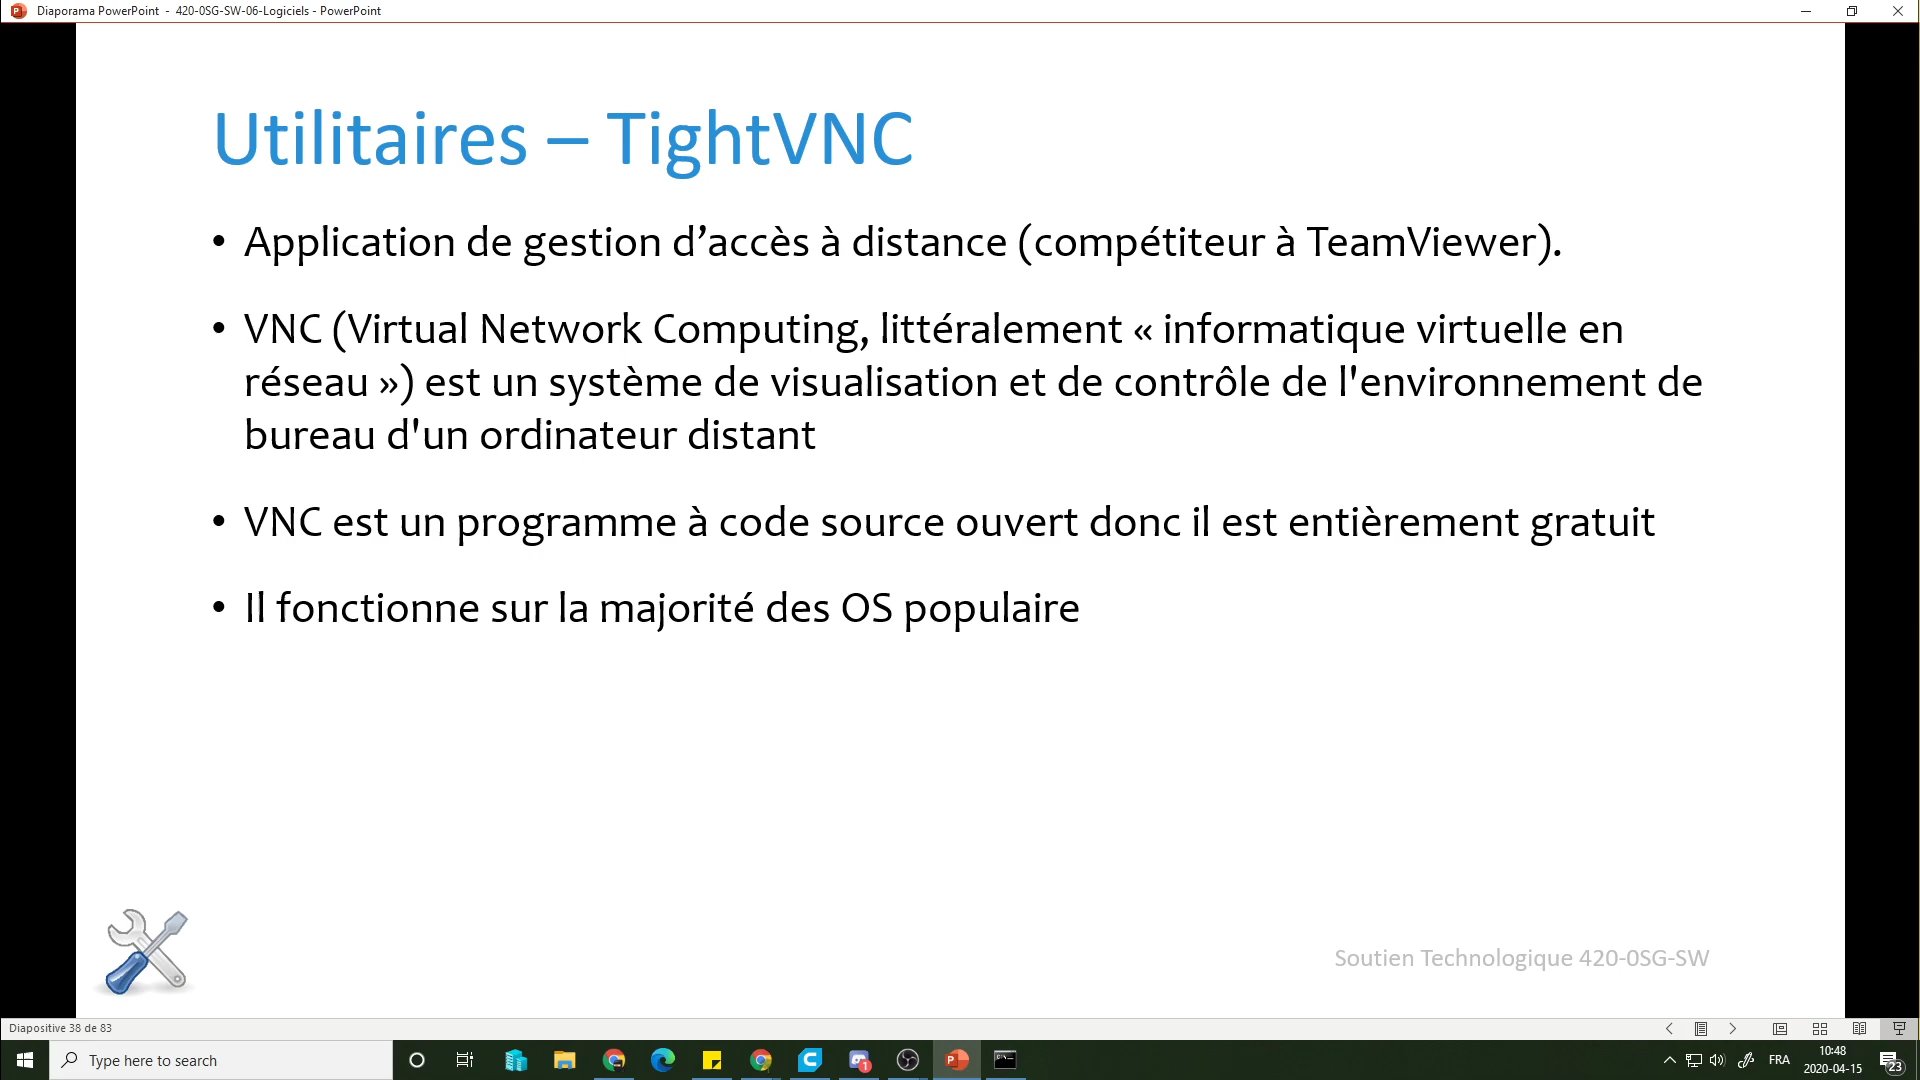 Diaporama PowerPoint - 420-0SG-SW-06-Logiciels - PowerPoint
Utilitaires – TightVNC
• Application de gestion d’accès à distance (compétiteur à TeamViewer).
• VNC (Virtual Network Computing, littéralement « informatique virtuelle en
réseau ») est un système de visualisation et de contrôle de l'environnement de
bureau d'un ordinateur distant
• VNC est un programme à code source ouvert donc il est entièrement gratuit
• Il fonctionne sur la majorité des OS populaire
Soutien Technologique 420-0SG-SW
Diapositive 38 de 83
Type here to search
1
FRA
10:48
2020-04-15
23